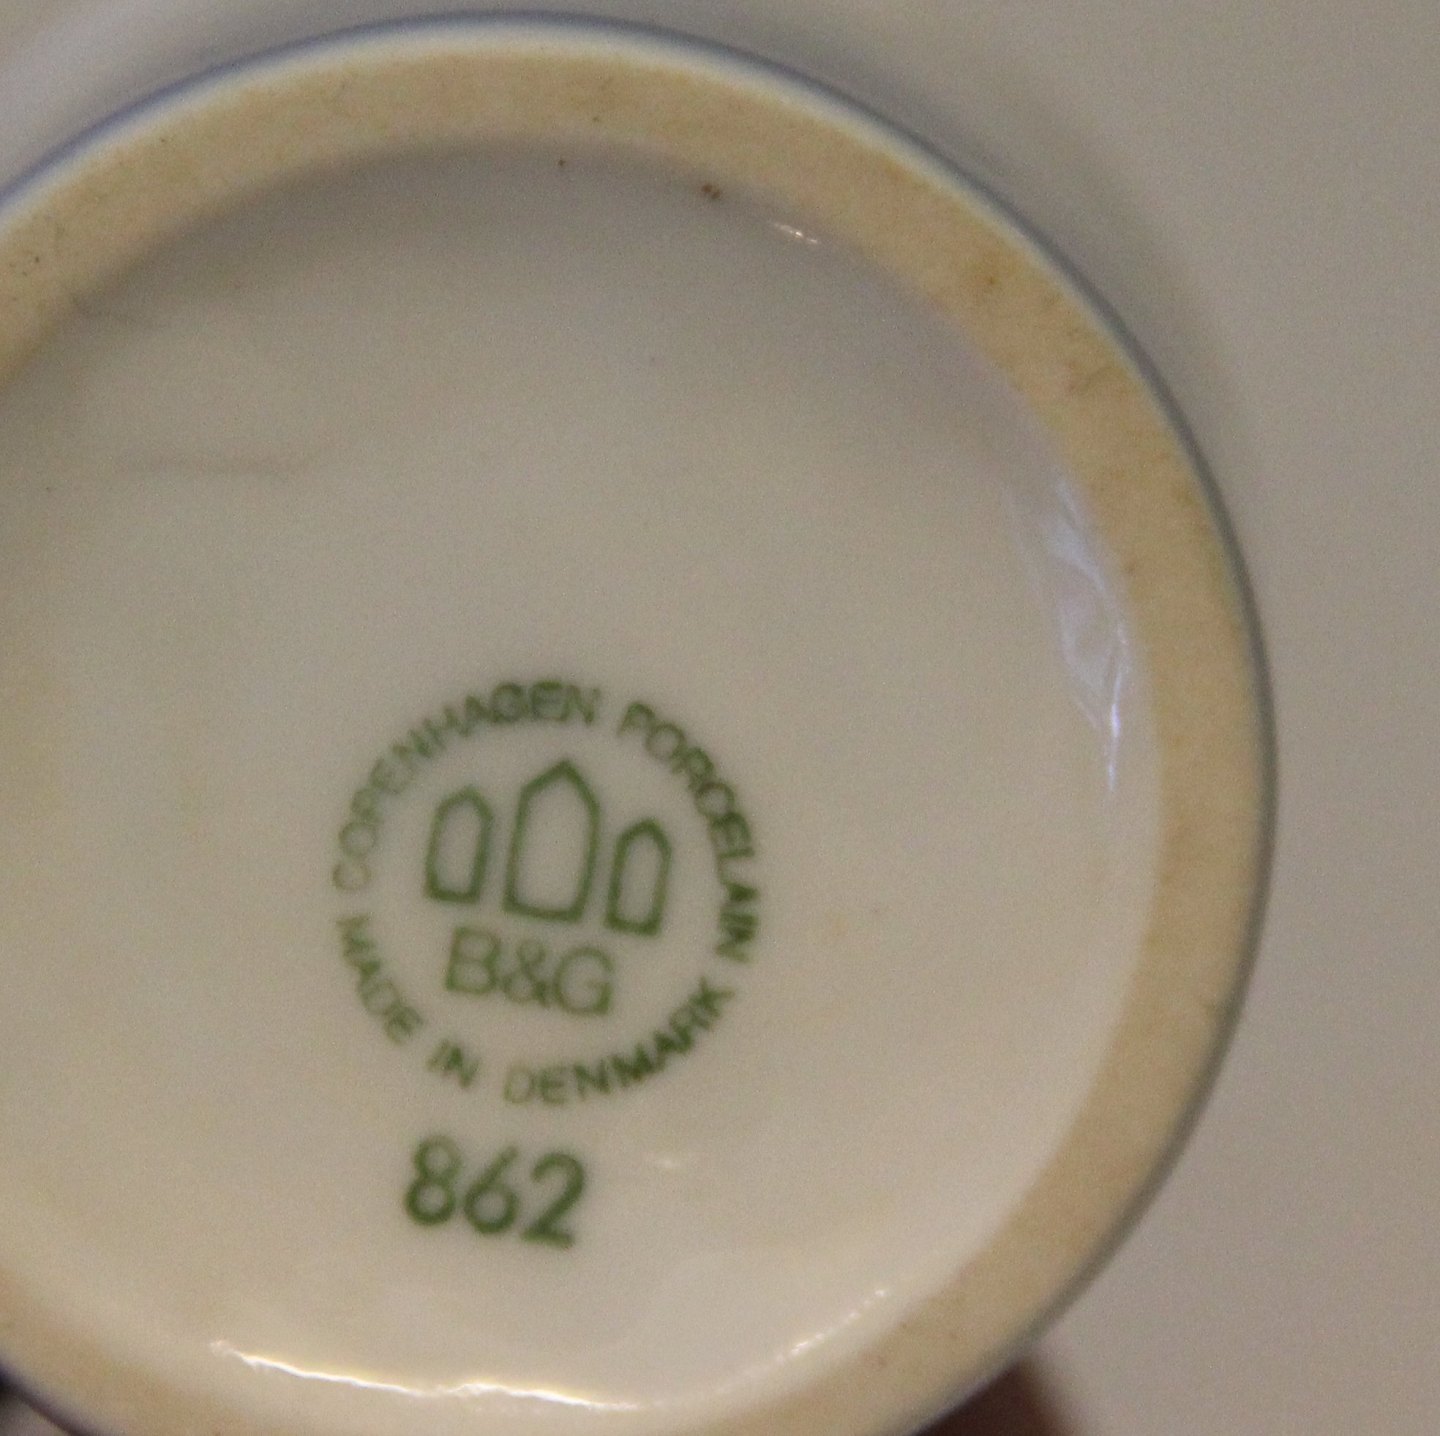 COPENHAGEN PORCELAIN
B&G
MADE IN DENMARK
862